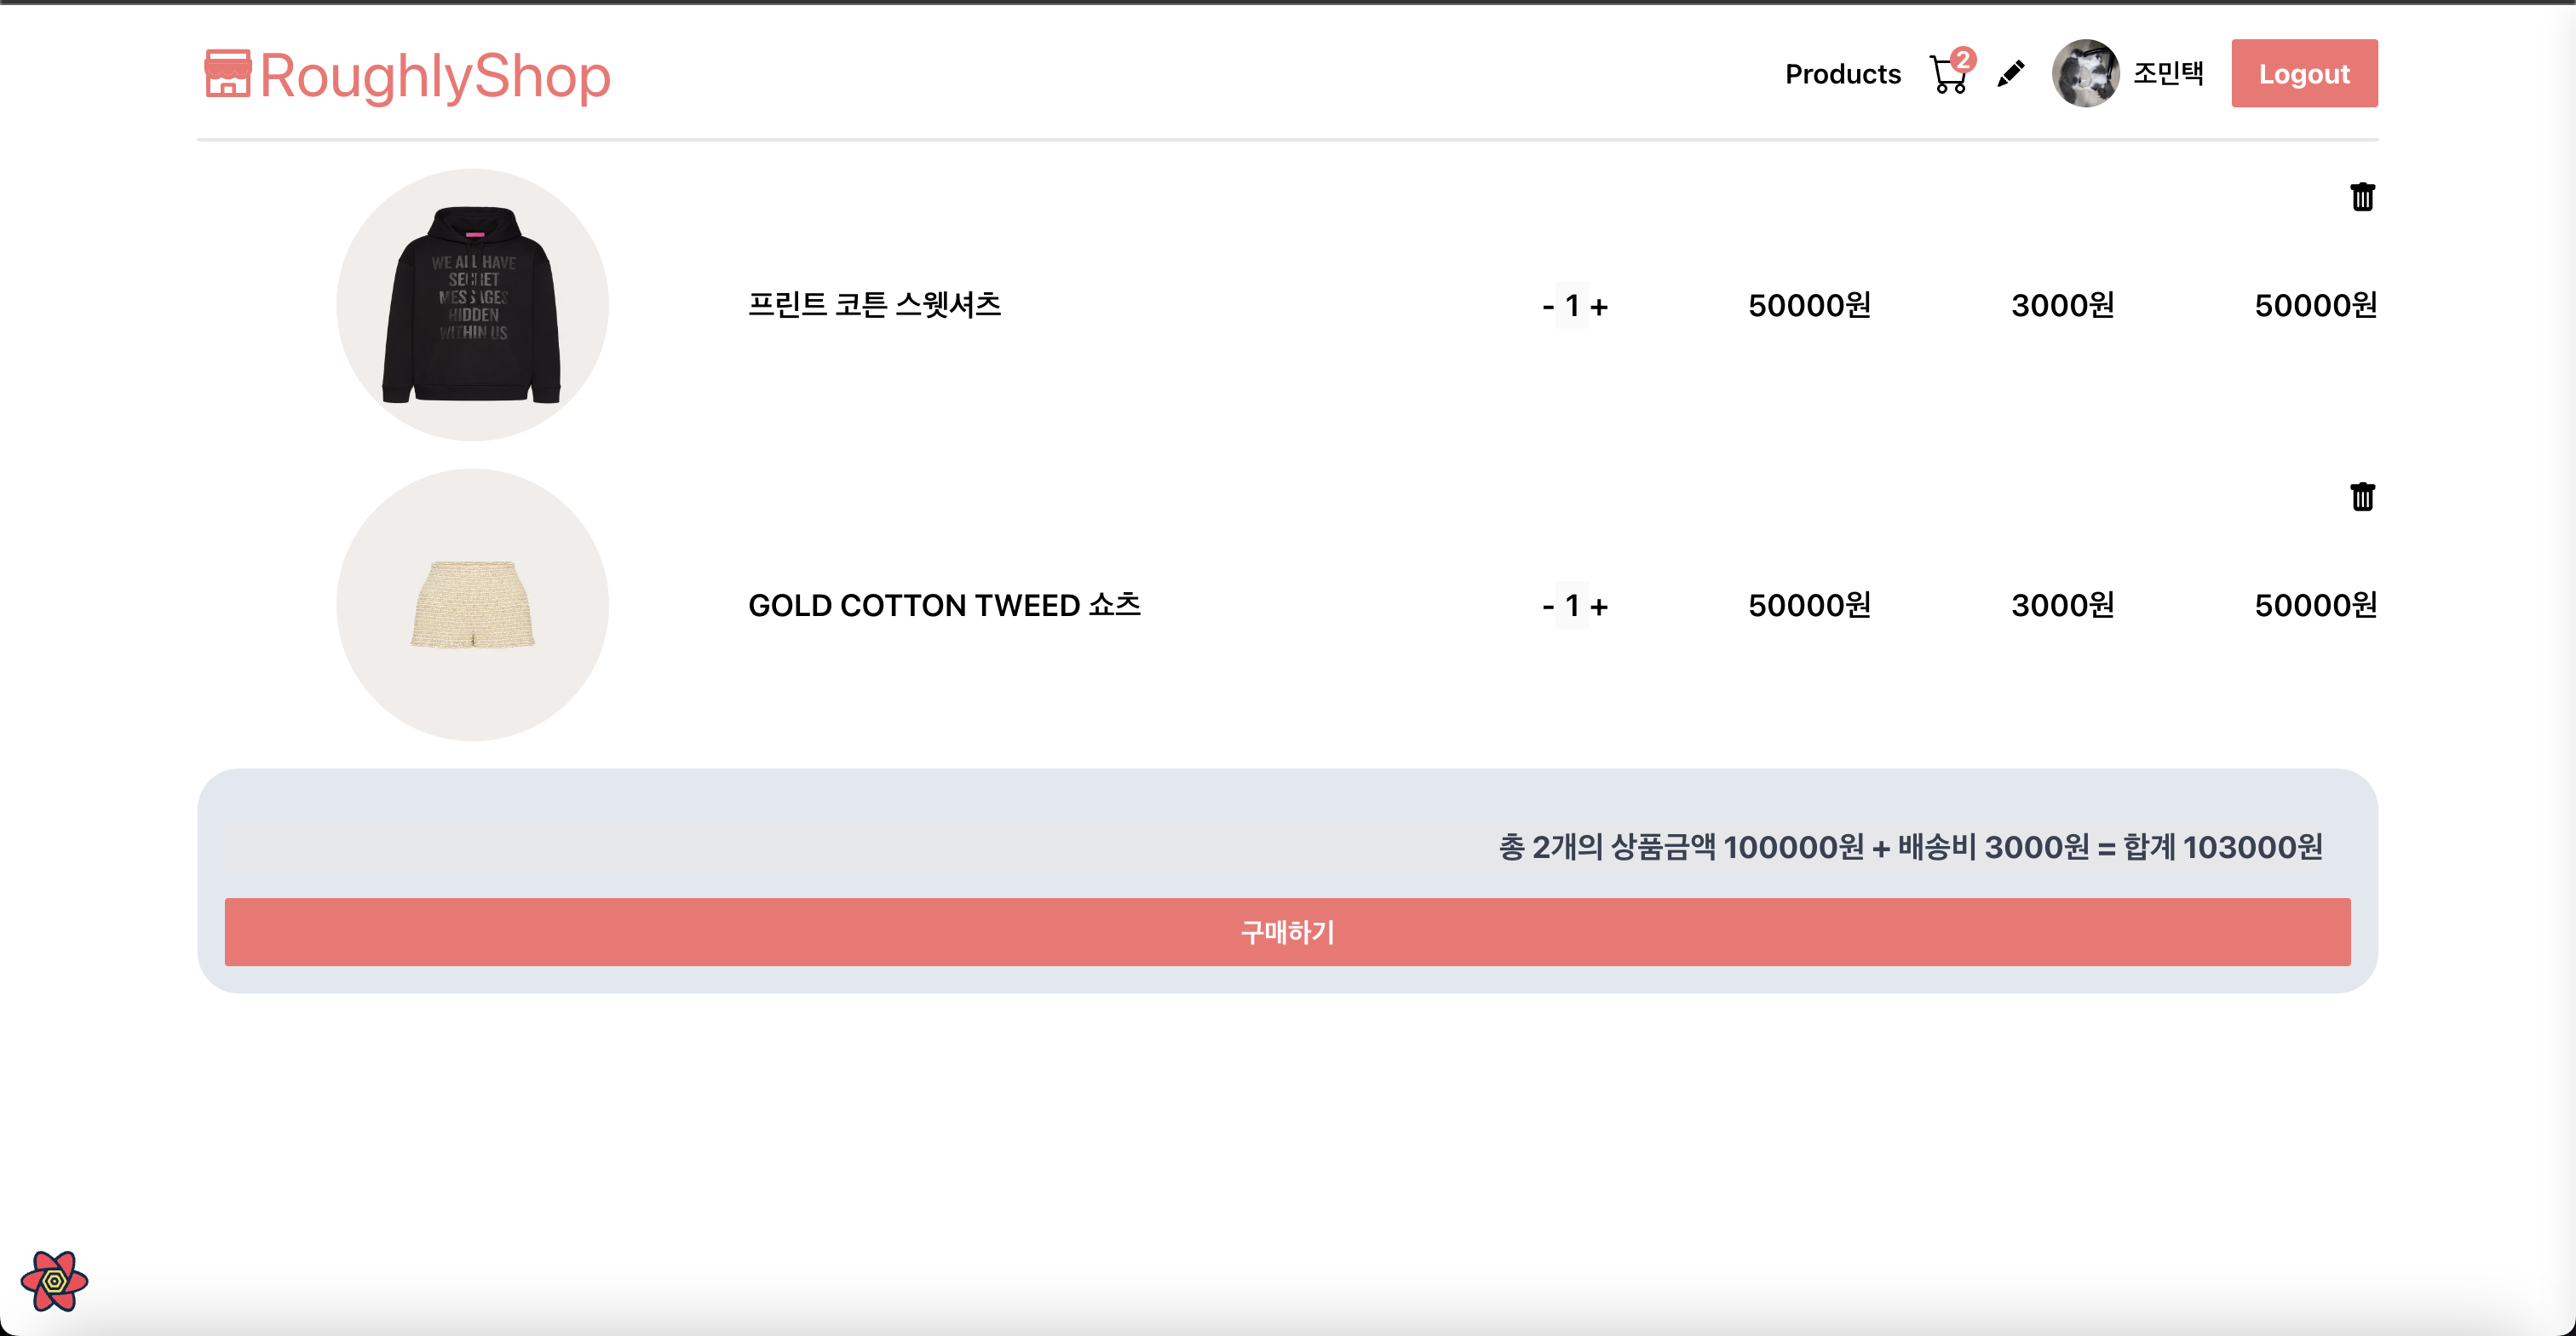 RoughlyShop
Products 2 조민택 Logout
WE ALL HAVE
SECRET
MESSAGES
HIDDEN
WITHIN US
프린트 코튼 스웻셔츠 - 1 + 50000원 3000원 50000원
GOLD COTTON TWEED 쇼츠 - 1 + 50000원 3000원 50000원
총 2개의 상품금액 100000원 + 배송비 3000원 = 합계 103000원
구매하기